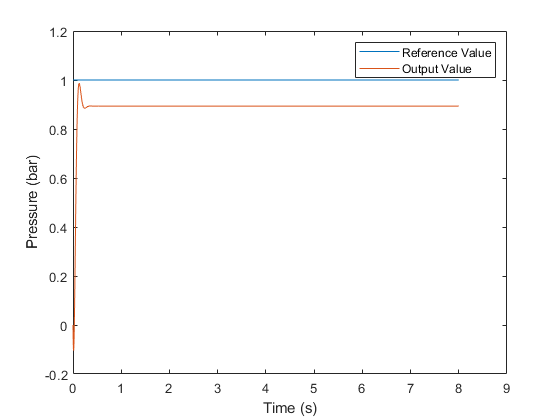 1.2
1
0.8
0.6
0.4
0.2
0
-0.2
Pressure (bar)
Reference Value
Output Value
0 1 2 3 4 5 6 7 8 9
Time (s)